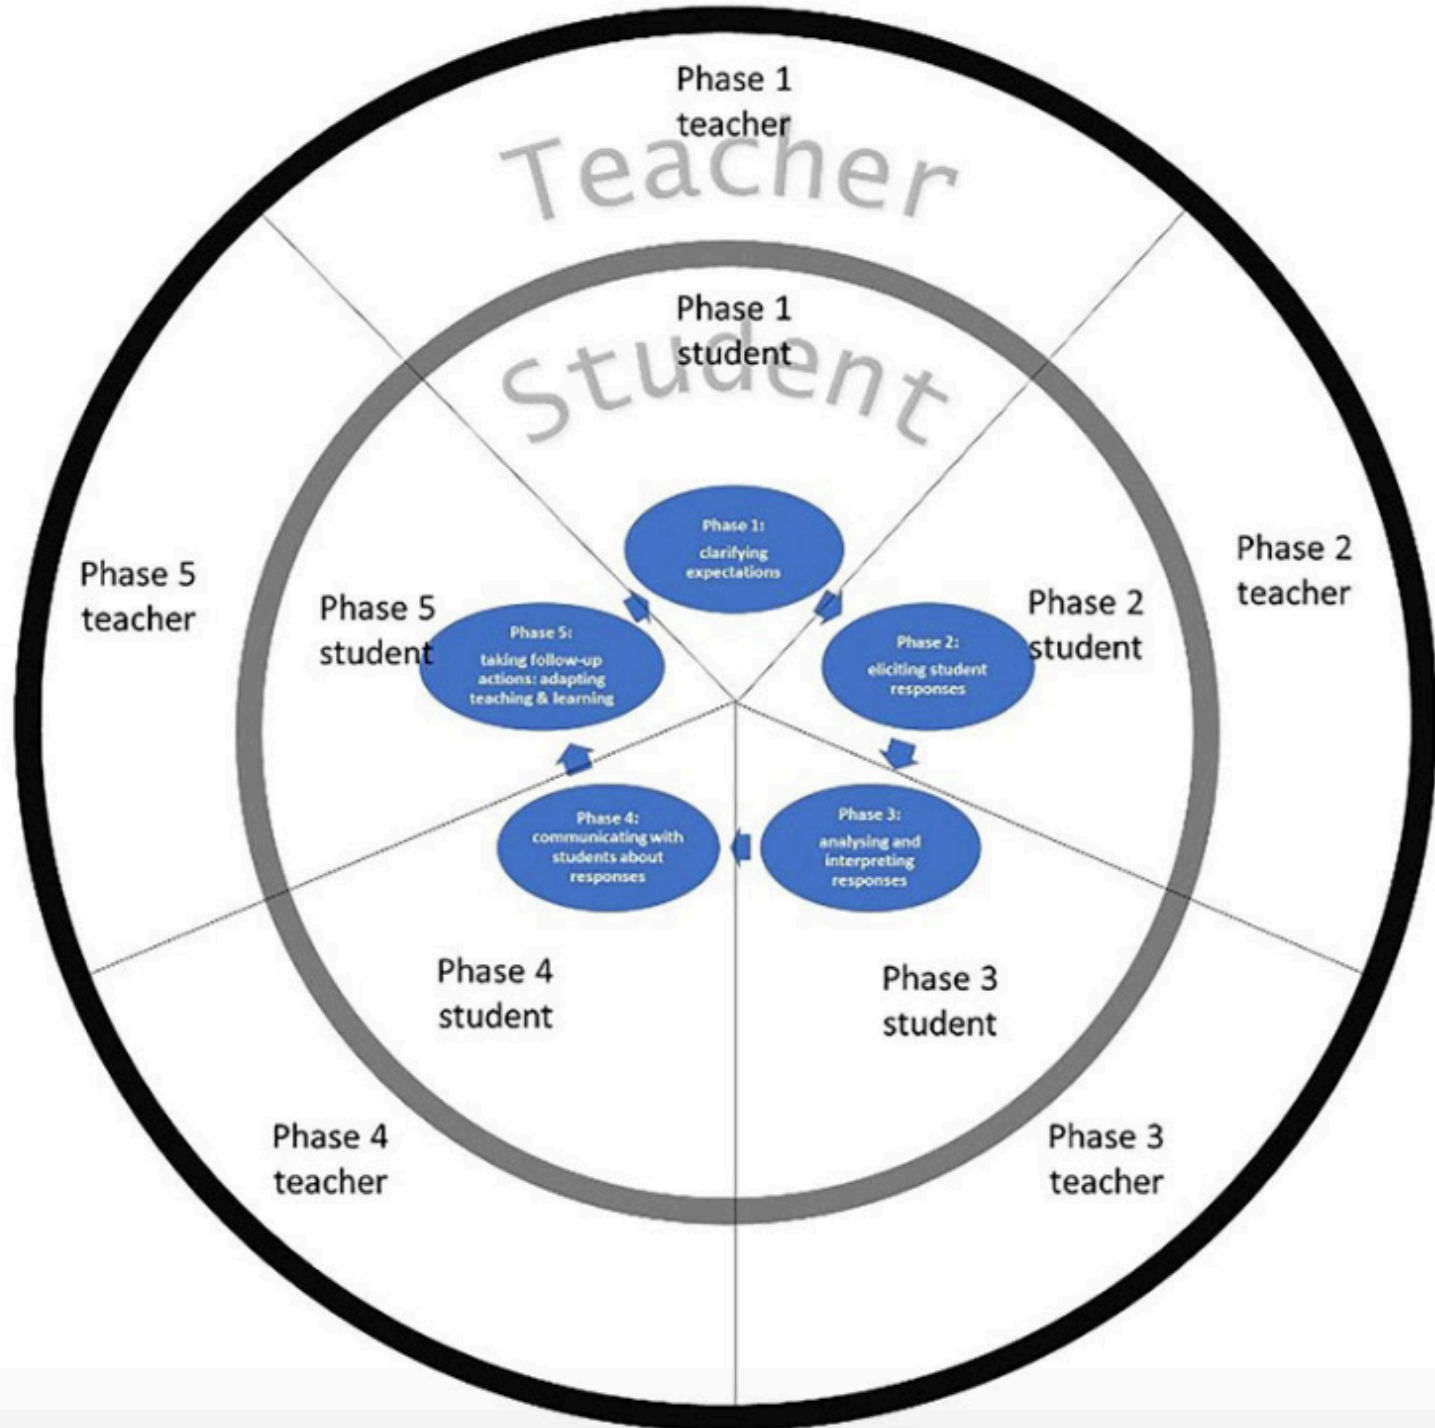 Phase 1
teacher
Teacher
Phase 1
student
Student
Phase 1:
clarifying
expectations
Phase 2
teacher
Phase 2
student
Phase 2:
eliciting student
responses
Phase 3:
analysing and
interpreting
responses
Phase 3
student
Phase 3
teacher
Phase 4:
communicating with
students about
responses
Phase 4
student
Phase 4
teacher
Phase 5:
taking follow-up
actions: adapting
teaching & learning
Phase 5
student
Phase 5
teacher